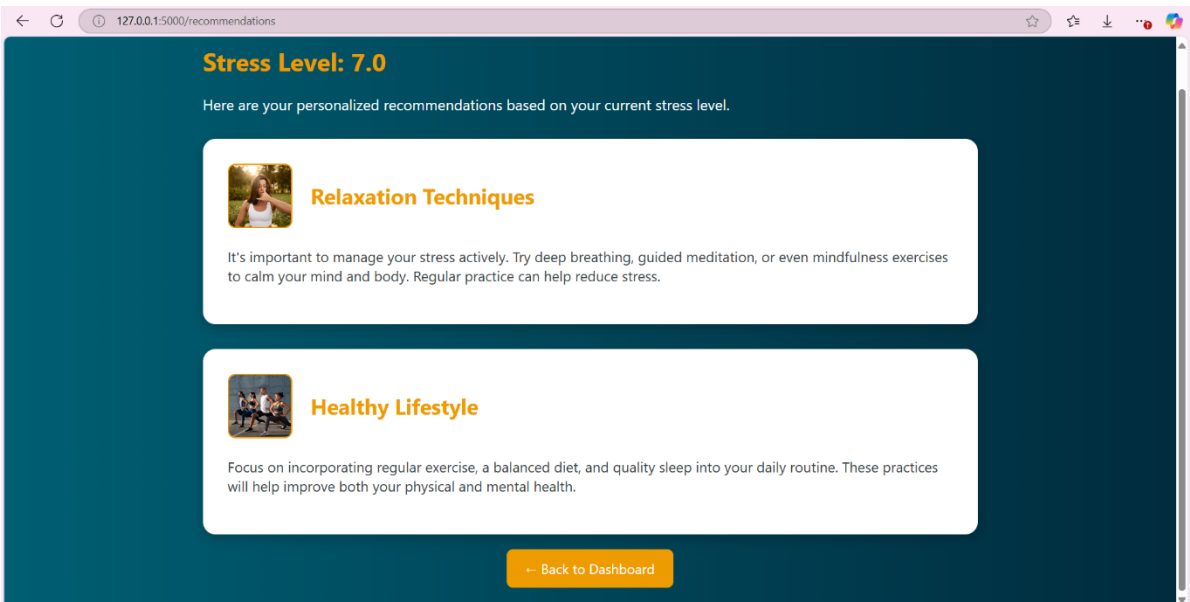 127.0.0.1:5000/recommendations
Stress Level: 7.0
Here are your personalized recommendations based on your current stress level.
Relaxation Techniques
It's important to manage your stress actively. Try deep breathing, guided meditation, or even mindfulness exercises
to calm your mind and body. Regular practice can help reduce stress.
Healthy Lifestyle
Focus on incorporating regular exercise, a balanced diet, and quality sleep into your daily routine. These practices
will help improve both your physical and mental health.
← Back to Dashboard